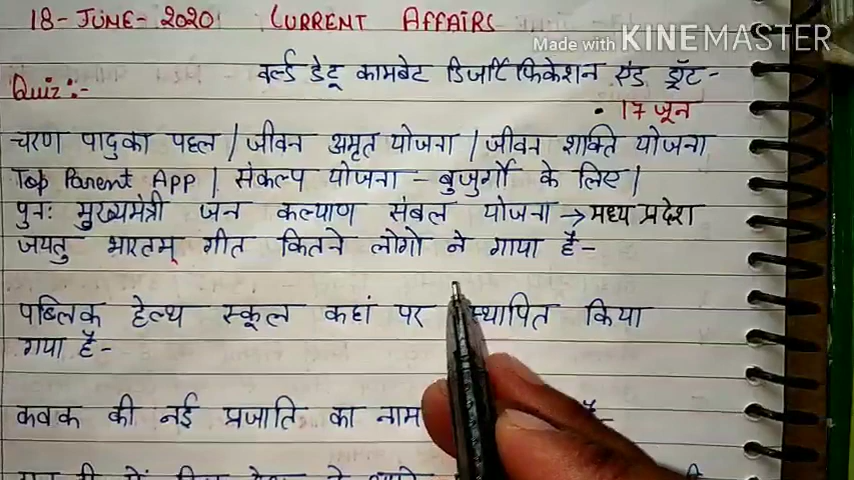 18-JUNE-2020 CURRENT AFFAIRS
Made with KINEMASTER
वर्ल्ड डेटू कामबेट डिजर्टिफिकेशन एंड ड्रॉट-
Quiz:-
• 17 जून
चरण पादुका पहल / जीवन अमृत योजना / जीवन शक्ति योजना
Top Parent App | संकल्प योजना - बुजुर्गो के लिए |
पुनः मुख्यमंत्री जन कल्याण संबल योजना → मध्य प्रदेश
जयतु भारतम् गीत कितने लोगो ने गाया है-
पब्लिक हेल्थ स्कूल कहां पर स्थापित किया
गया है-
कवक की नई प्रजाति का नाम है-